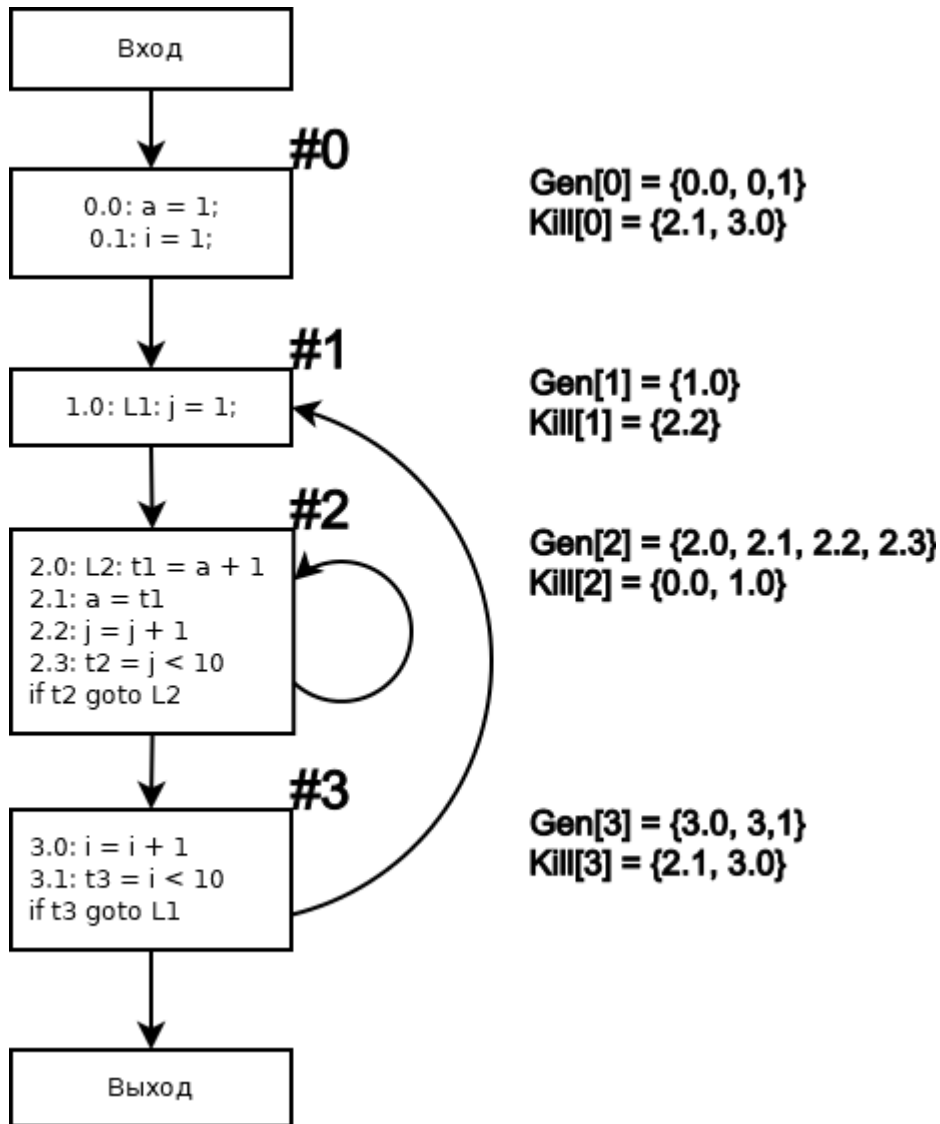 Вход
#0
0.0: a = 1;
0.1: i = 1;
Gen[0] = {0.0, 0,1}
Kill[0] = {2.1, 3.0}
#1
1.0: L1: j = 1;
Gen[1] = {1.0}
Kill[1] = {2.2}
#2
2.0: L2: t1 = a + 1
2.1: a = t1
2.2: j = j + 1
2.3: t2 = j < 10
if t2 goto L2
Gen[2] = {2.0, 2.1, 2.2, 2.3}
Kill[2] = {0.0, 1.0}
#3
3.0: i = i + 1
3.1: t3 = i < 10
if t3 goto L1
Gen[3] = {3.0, 3,1}
Kill[3] = {2.1, 3.0}
Выход